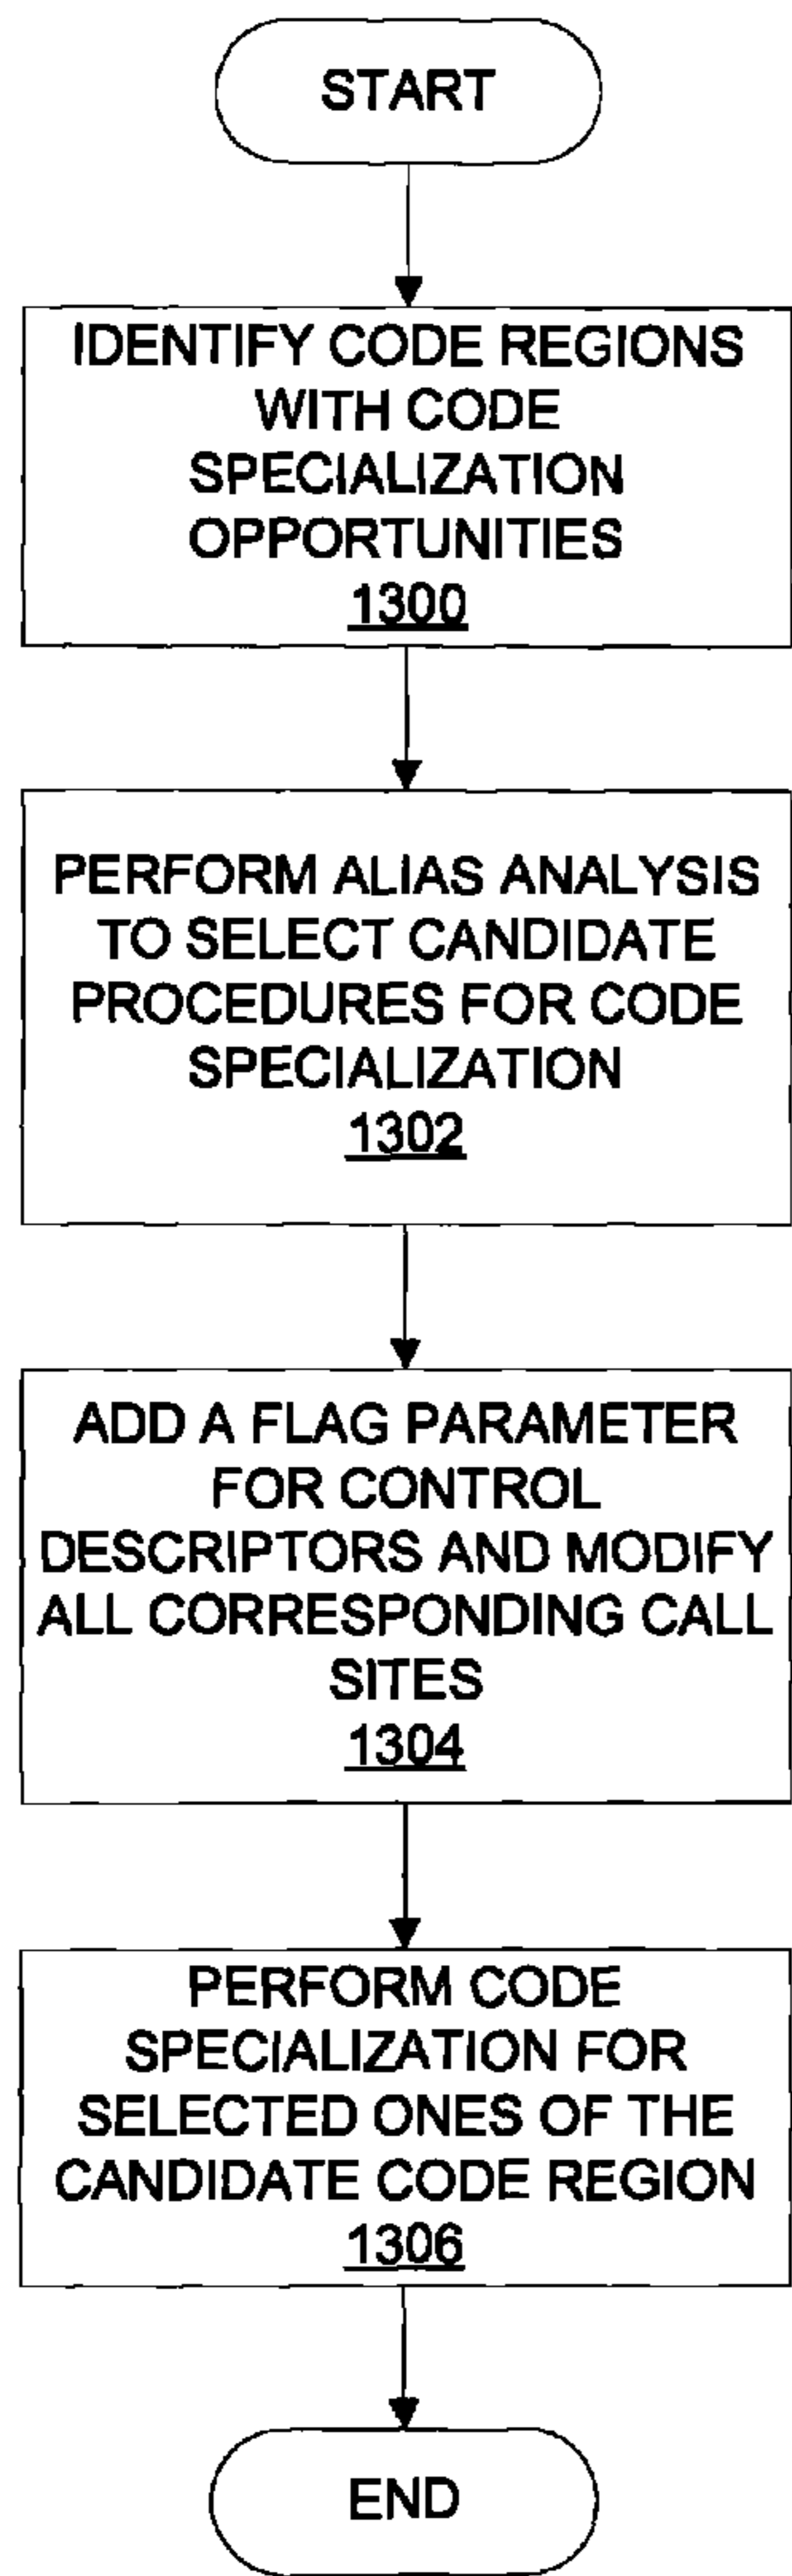 START
IDENTIFY CODE REGIONS
WITH CODE
SPECIALIZATION
OPPORTUNITIES
1300
PERFORM ALIAS ANALYSIS
TO SELECT CANDIDATE
PROCEDURES FOR CODE
SPECIALIZATION
1302
ADD A FLAG PARAMETER
FOR CONTROL
DESCRIPTORS AND MODIFY
ALL CORRESPONDING CALL
SITES
1304
PERFORM CODE
SPECIALIZATION FOR
SELECTED ONES OF THE
CANDIDATE CODE REGION
1306
END